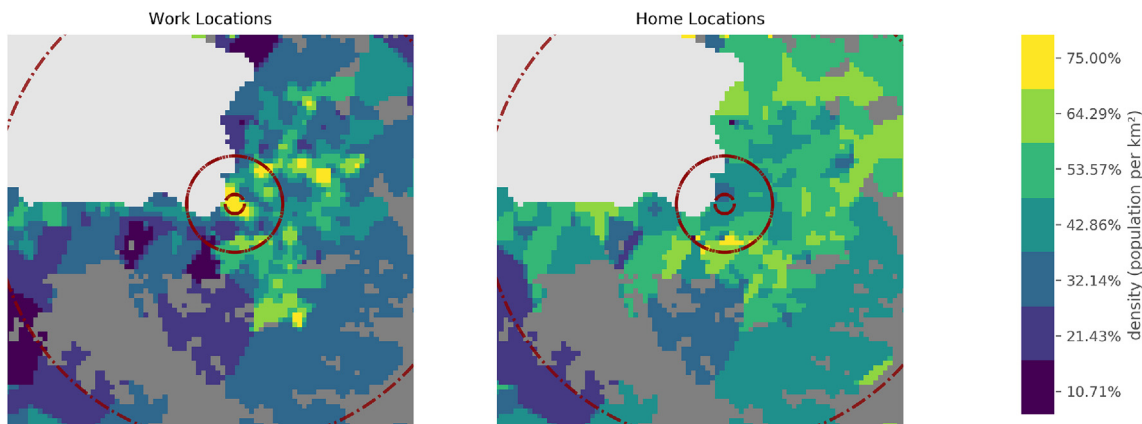 Work Locations
Home Locations
75.00%
64.29%
53.57%
42.86%
32.14%
21.43%
10.71%
density (population per km²)